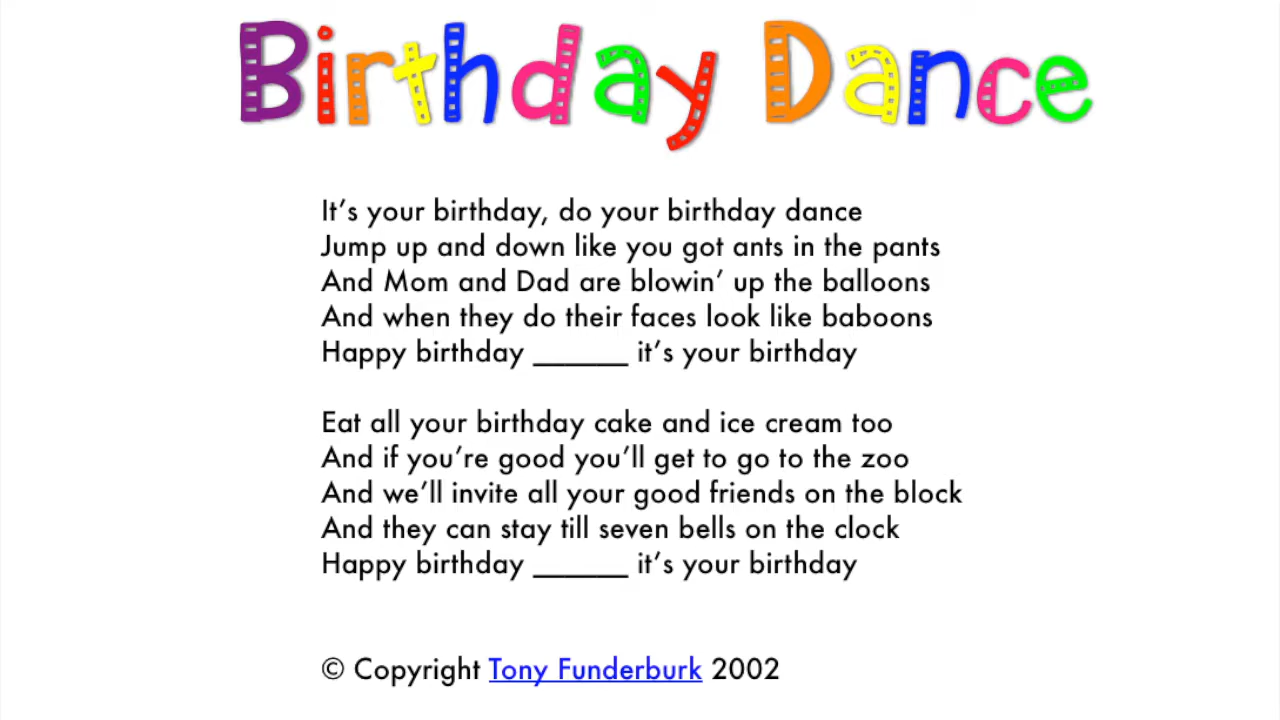 Birthday Dance
It’s your birthday, do your birthday dance
Jump up and down like you got ants in the pants
And Mom and Dad are blowin’ up the balloons
And when they do their faces look like baboons
Happy birthday ______ it’s your birthday
Eat all your birthday cake and ice cream too
And if you’re good you’ll get to go to the zoo
And we’ll invite all your good friends on the block
And they can stay till seven bells on the clock
Happy birthday ______ it’s your birthday
© Copyright Tony Funderburk 2002